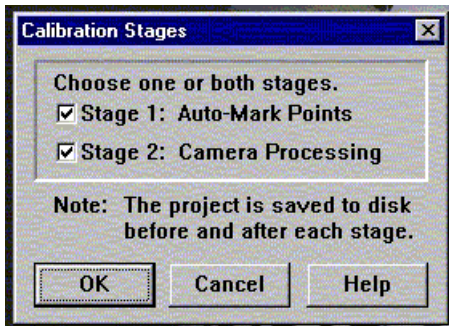 Calibration Stages
Choose one or both stages.
Stage 1: Auto-Mark Points
Stage 2: Camera Processing
Note: The project is saved to disk
before and after each stage.
OK Cancel Help